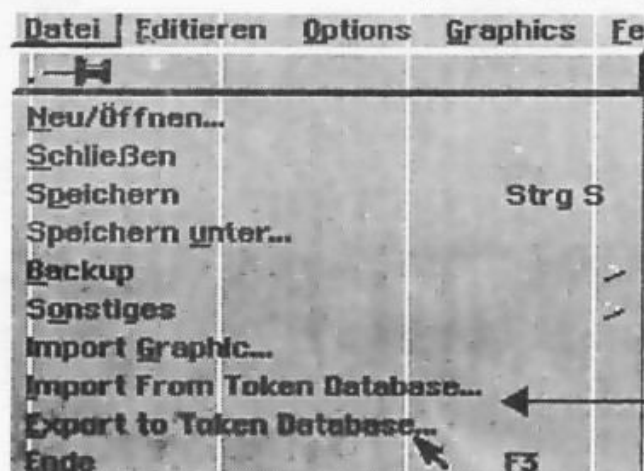 Datei Editieren Options Graphics Fe
Neu/Öffnen...
Schließen
Speichern Strg S
Speichern unter...
Backup
Sonstiges
Import Graphic...
Import From Token Database...
Export to Token Database...
Ende F3